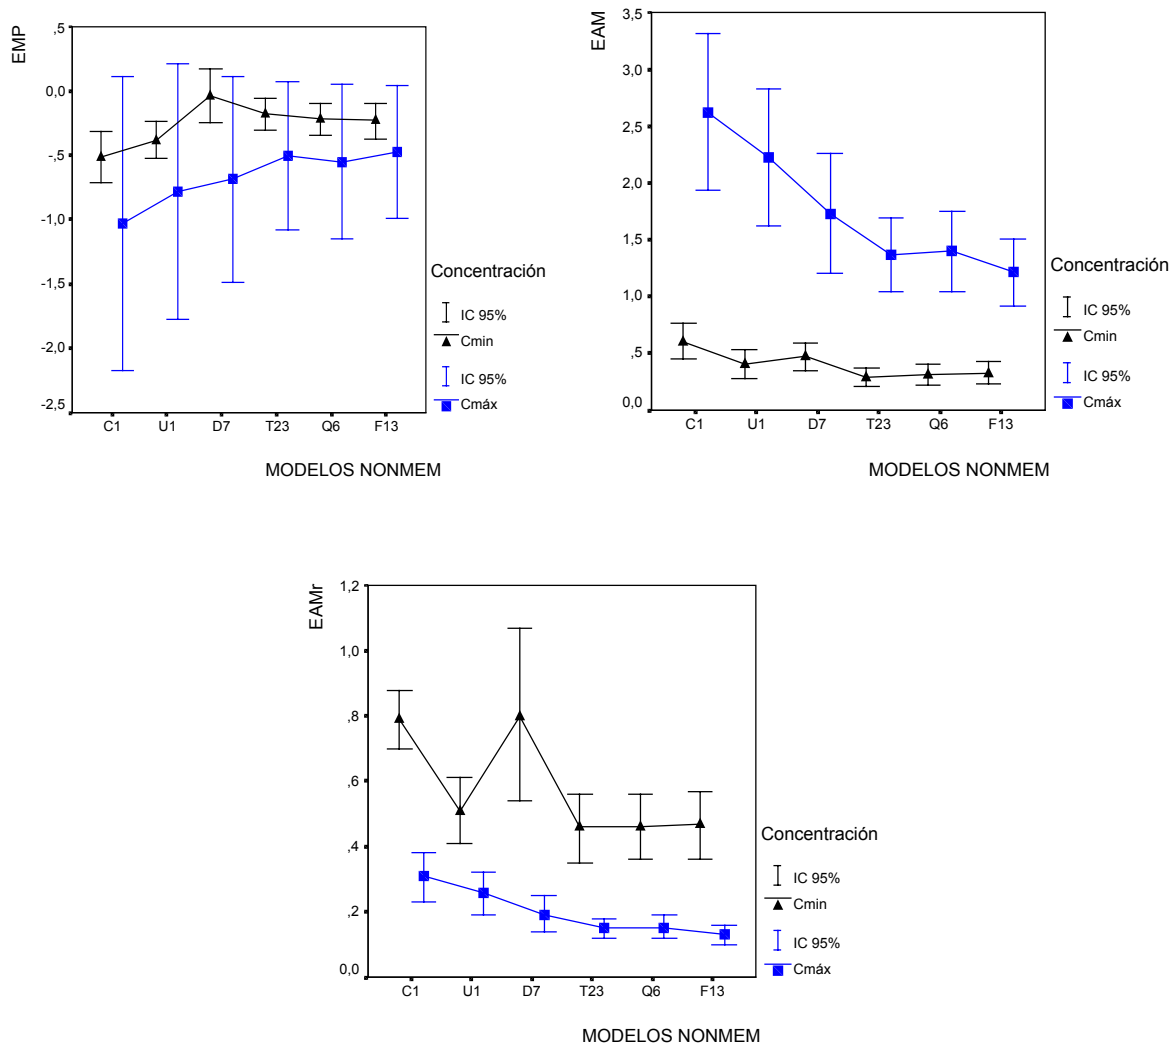 EMP
,5
0,0
-,5
-1,0
-1,5
-2,0
-2,5
C1 U1 D7 T23 Q6 F13
MODELOS NONMEM
Concentración
IC 95%
Cmin
IC 95%
Cmáx
EAM
3,5
3,0
2,5
2,0
1,5
1,0
,5
0,0
C1 U1 D7 T23 Q6 F13
MODELOS NONMEM
Concentración
IC 95%
Cmin
IC 95%
Cmáx
EAMr
1,2
1,0
,8
,6
,4
,2
0,0
C1 U1 D7 T23 Q6 F13
MODELOS NONMEM
Concentración
IC 95%
Cmin
IC 95%
Cmáx